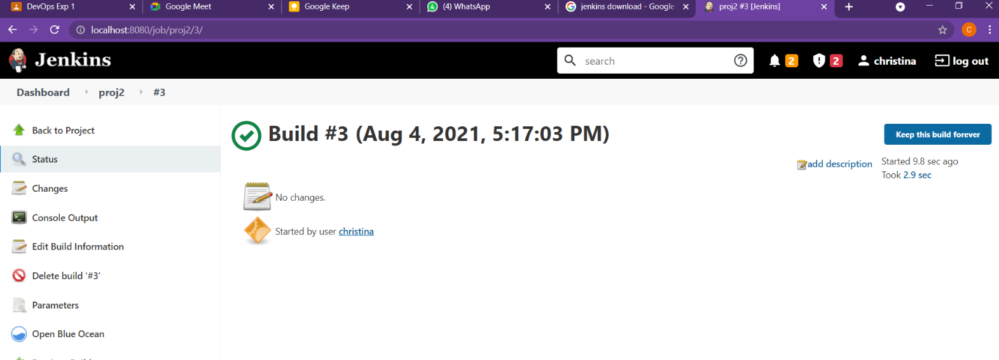 DevOps Exp 1
Google Meet
Google Keep
(4) WhatsApp
jenkins download - Google
proj2 #3 [Jenkins]
localhost:8080/job/proj2/3/
C
Jenkins
search
2
2
christina
log out
Dashboard
proj2
#3
Back to Project
Status
Changes
Console Output
Edit Build Information
Delete build ‘#3’
Parameters
Open Blue Ocean
Build #3 (Aug 4, 2021, 5:17:03 PM)
Keep this build forever
add description
Started 9.8 sec ago
Took 2.9 sec
No changes.
Started by user christina